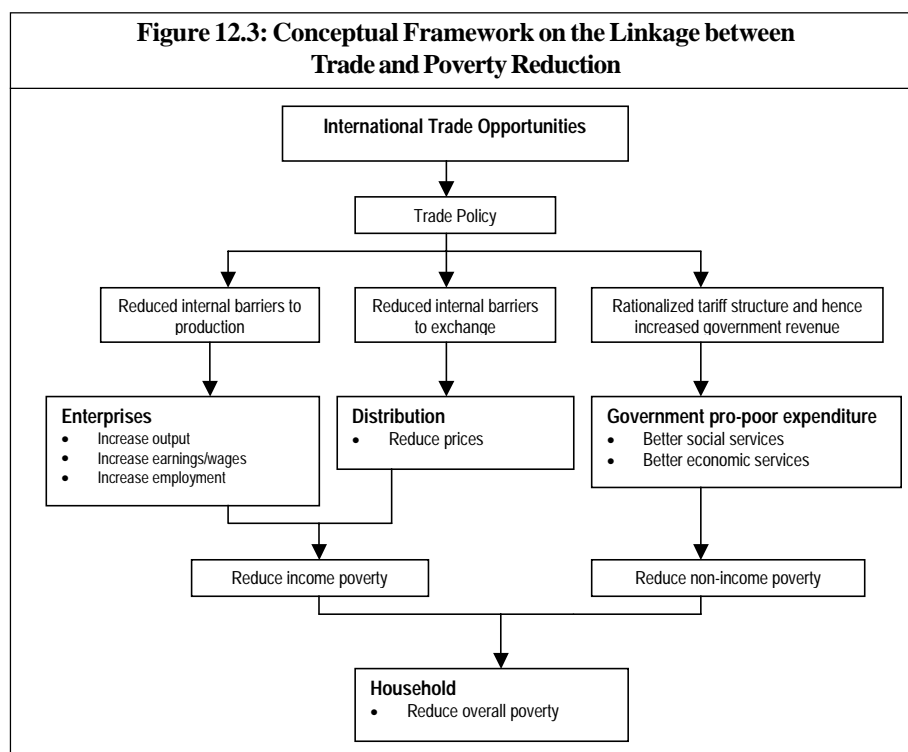 Figure 12.3: Conceptual Framework on the Linkage between
Trade and Poverty Reduction
International Trade Opportunities
Trade Policy
Reduced internal barriers to
production
Reduced internal barriers
to exchange
Rationalized tariff structure and hence
increased government revenue
Enterprises
• Increase output
• Increase earnings/wages
• Increase employment
Distribution
• Reduce prices
Government pro-poor expenditure
• Better social services
• Better economic services
Reduce income poverty
Reduce non-income poverty
Household
• Reduce overall poverty